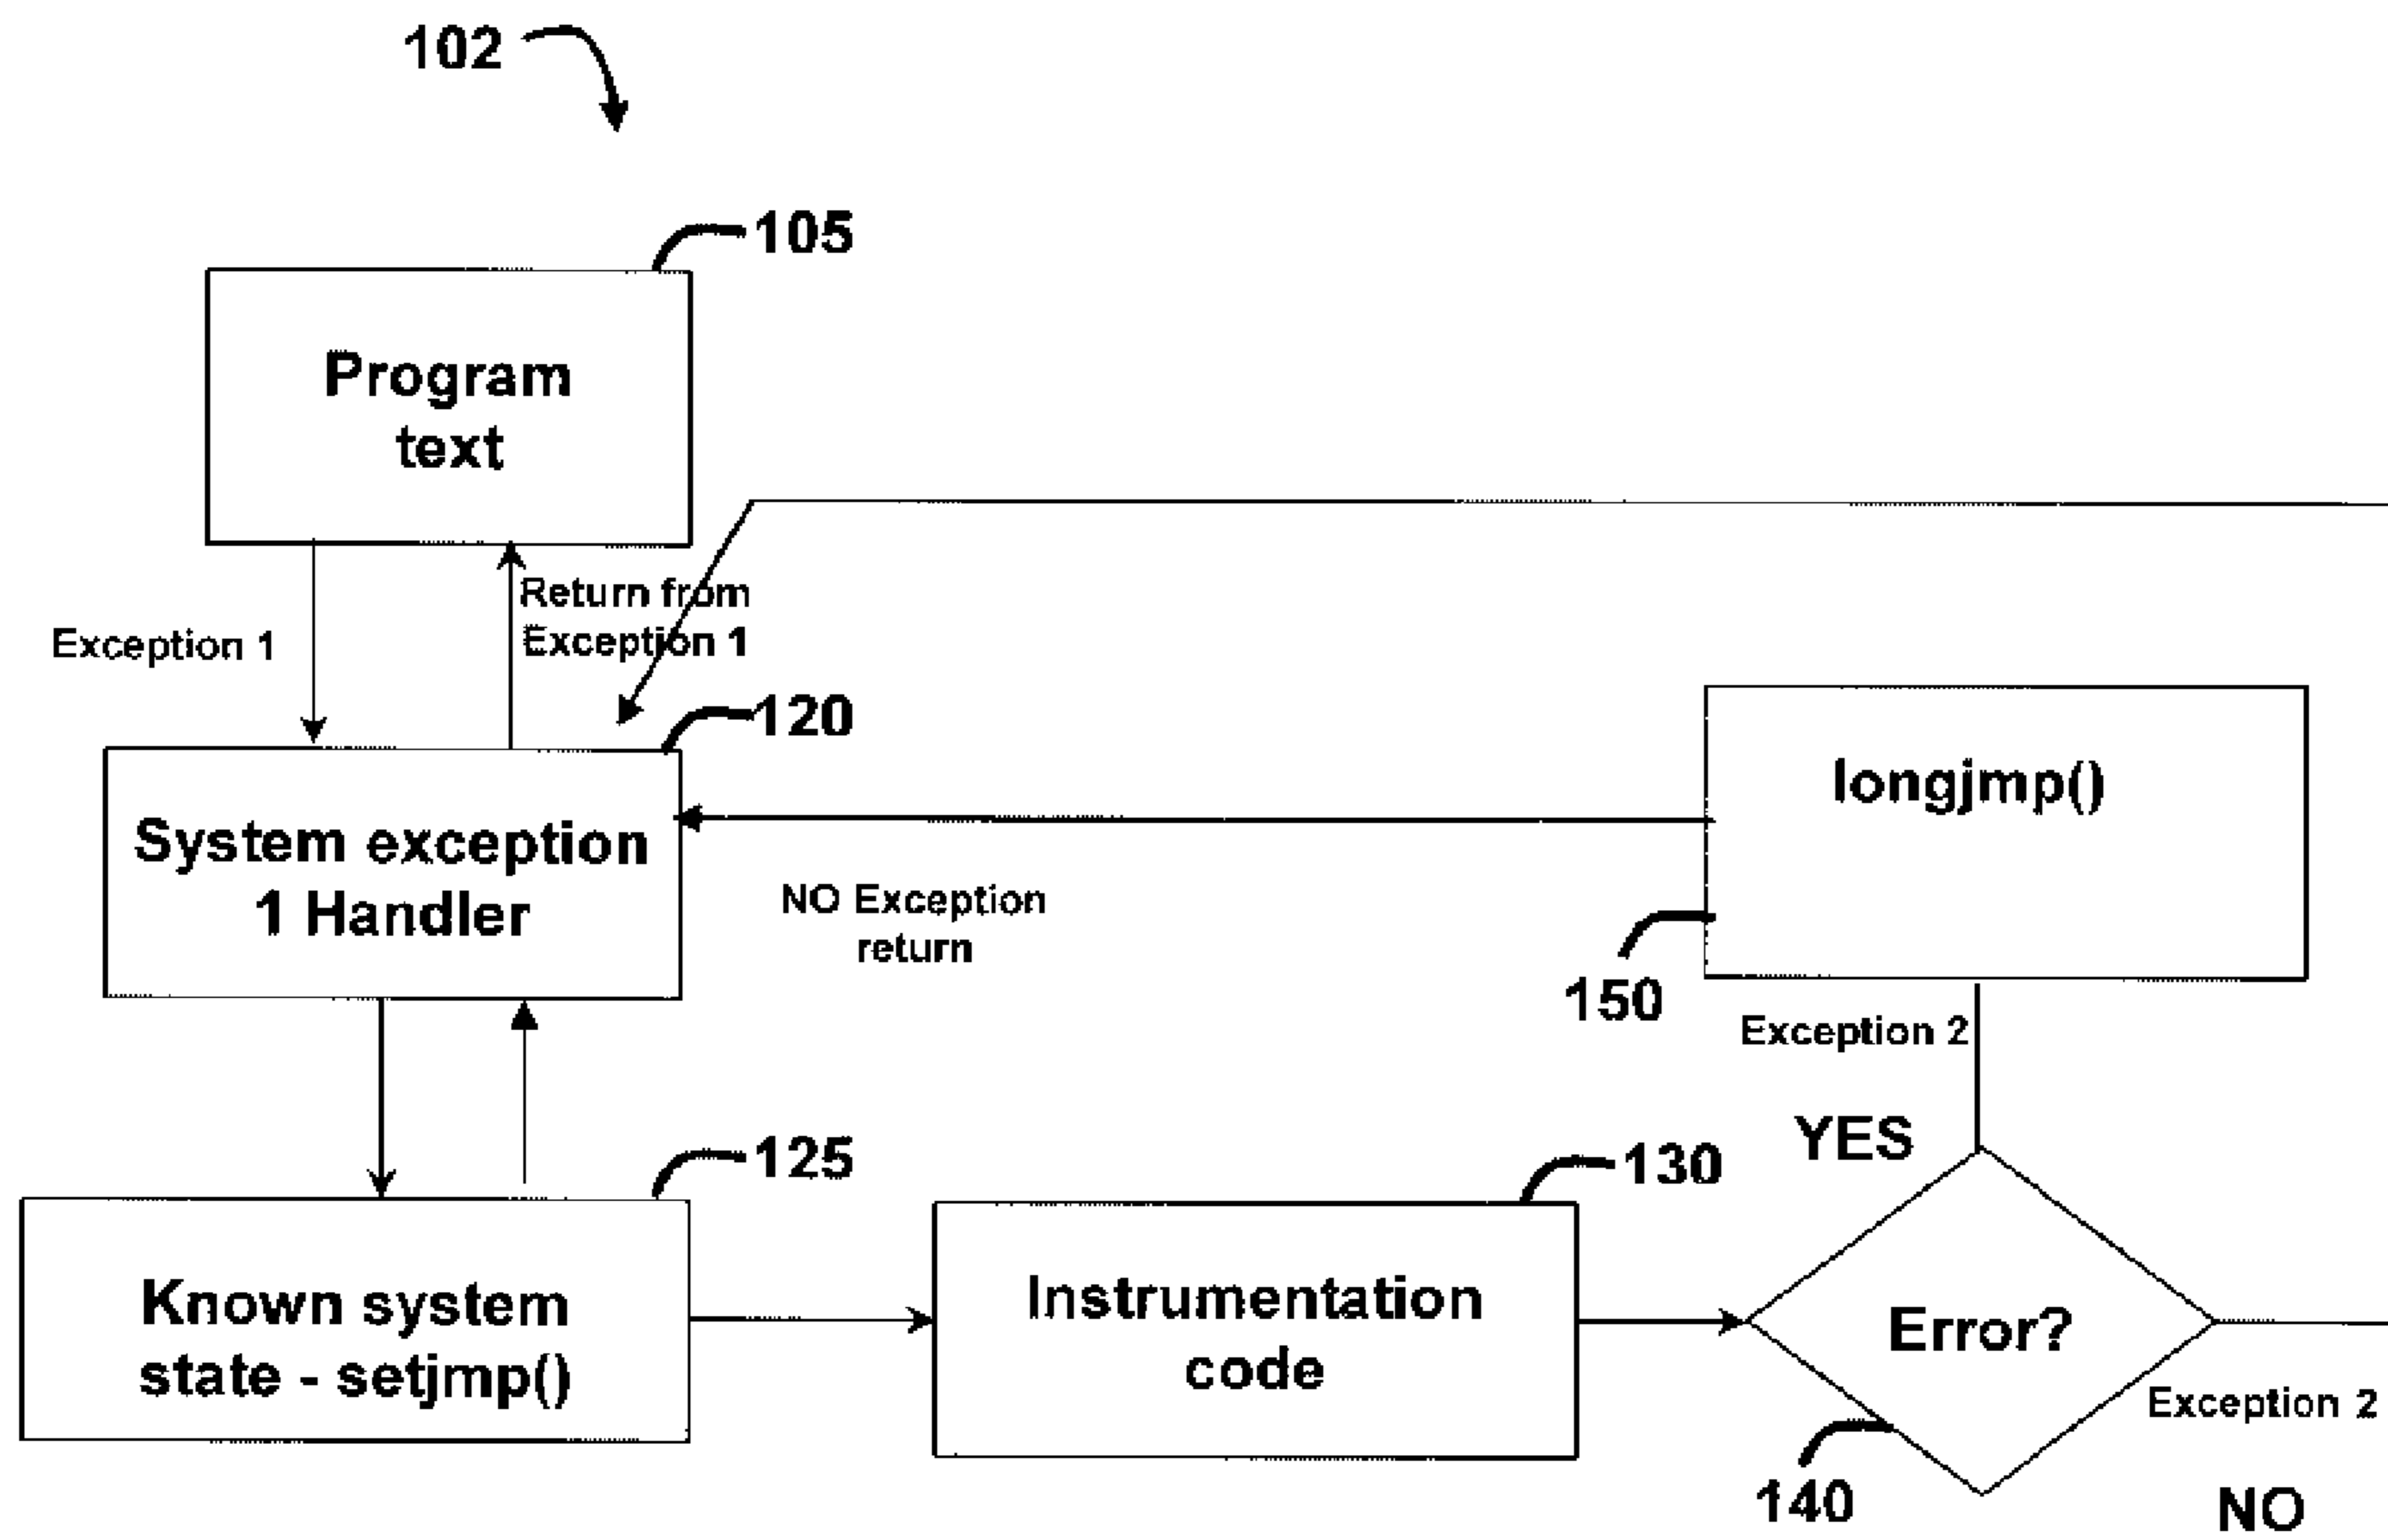 102
105
Program
text
Return from
Exception 1
Exception 1
120
longjmp()
System exception
1 Handler
NO Exception
return
150
Exception 2
YES
125
130
Known system
state - setjmp()
Instrumentation
code
Error?
Exception 2
140
NO